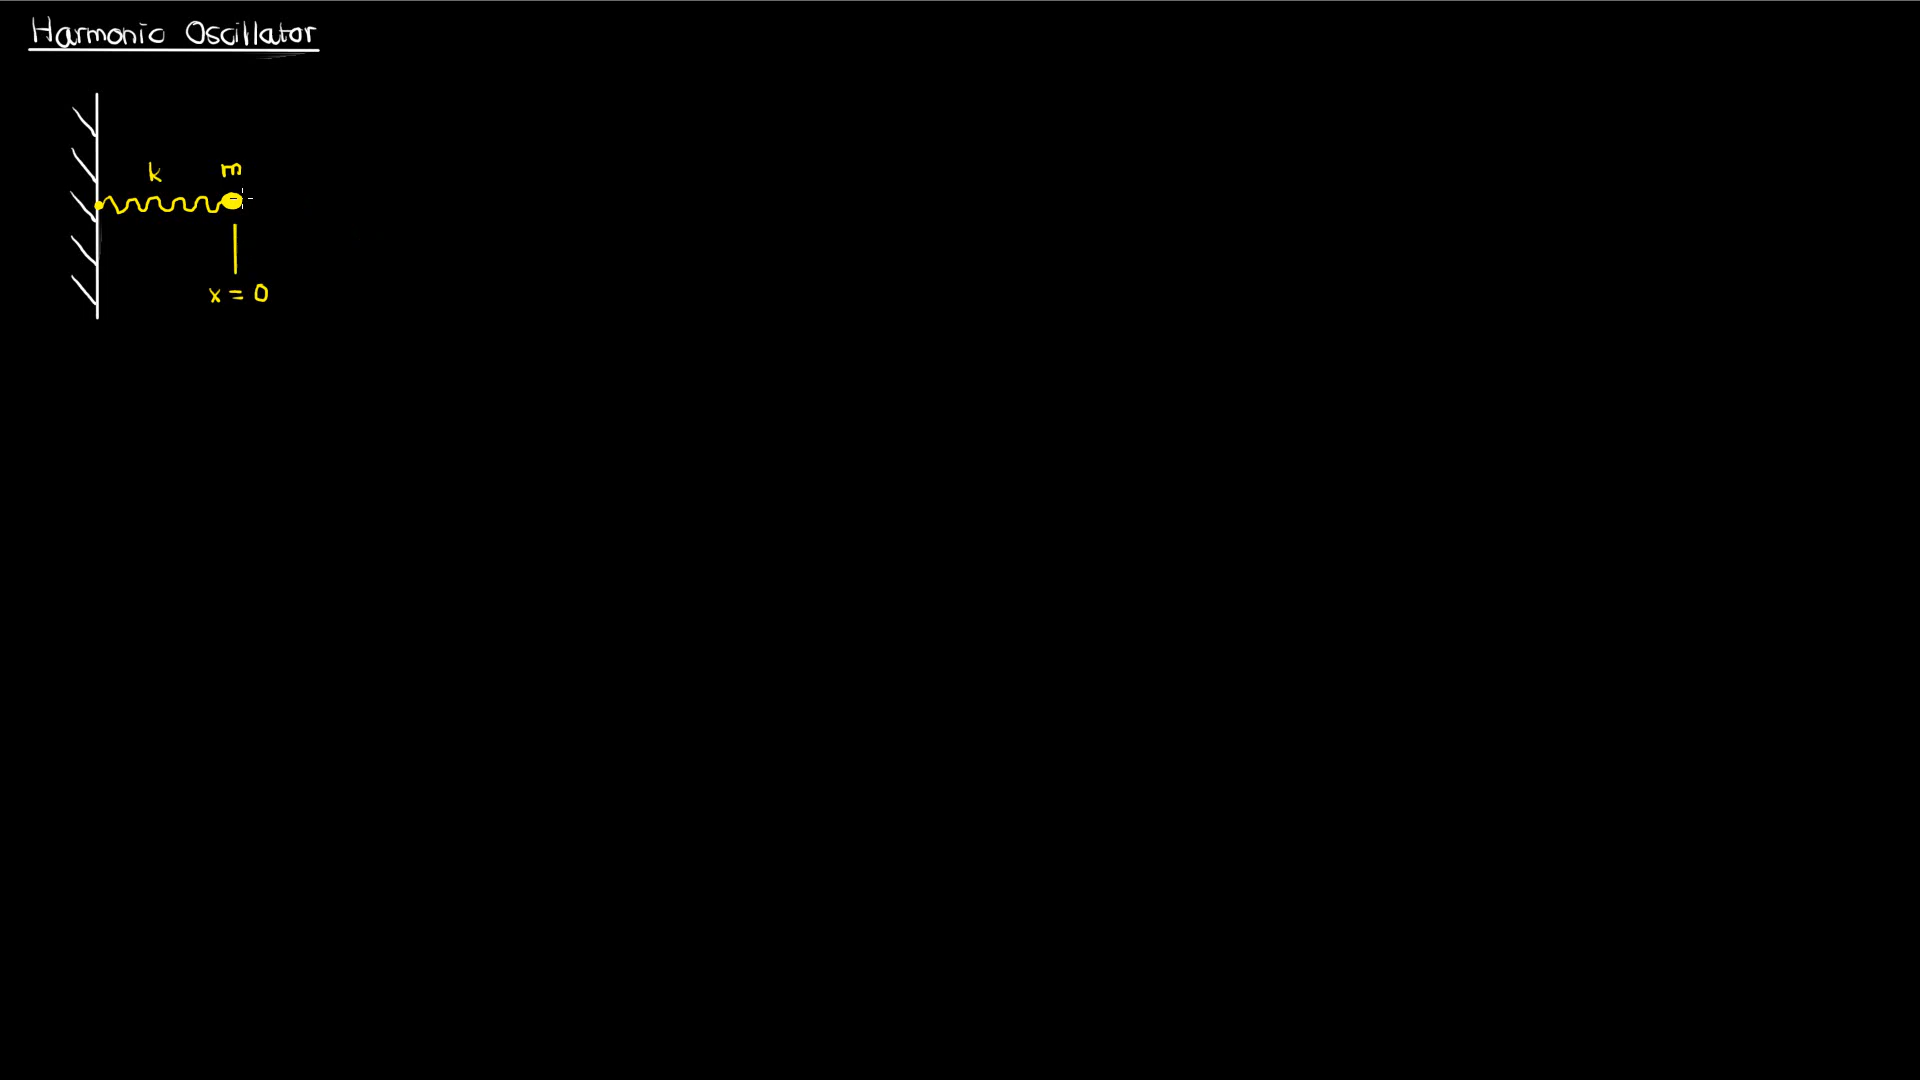 Harmonic Oscillator
k m
x = 0